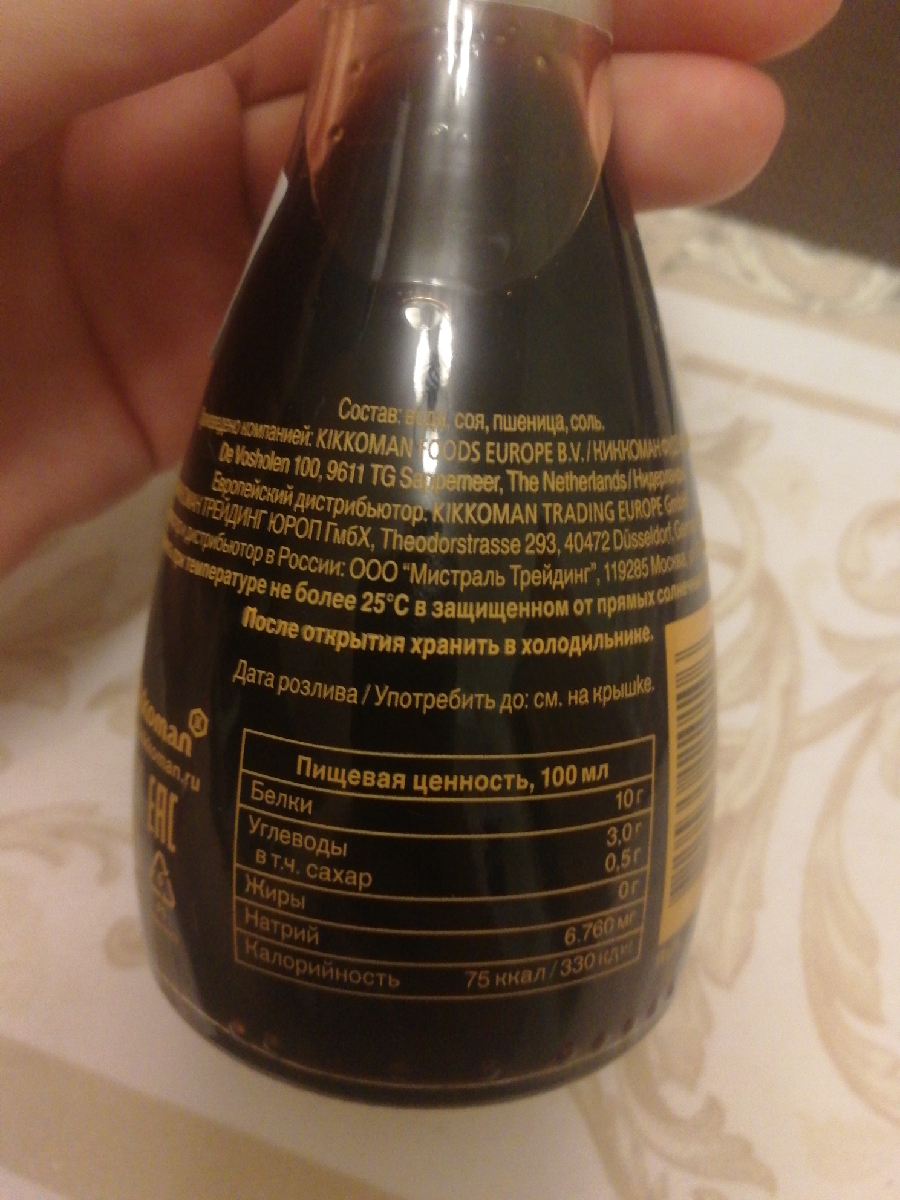 Состав: вода, соя, пшеница, соль.
компанией: KIKKOMAN FOODS EUROPE B.V. / КИККОМАН
De Vosholen 100, 9611 TG Sappemeer, The Netherlands /
Европейский дистрибьютор: KIKKOMAN TRADING EUROPE
ТРЕЙДИНГ ЮРОП ГмбХ, Theodorstrasse 293, 40472 Düsseldorf,
дистрибьютор в России: ООО “Мистраль Трейдинг”, 119285 Москва,
температуре не более 25°C в защищенном от прямых
После открытия хранить в холодильнике.
Дата розлива / Употребить до: см. на крышке.
EAC
Пищевая ценность, 100 мл
Белки 10 г
Углеводы 3,0 г
в т.ч. сахар 0,5 г
Жиры 0 г
Натрий 6.760 мг
Калорийность 75 ккал / 330 кДж